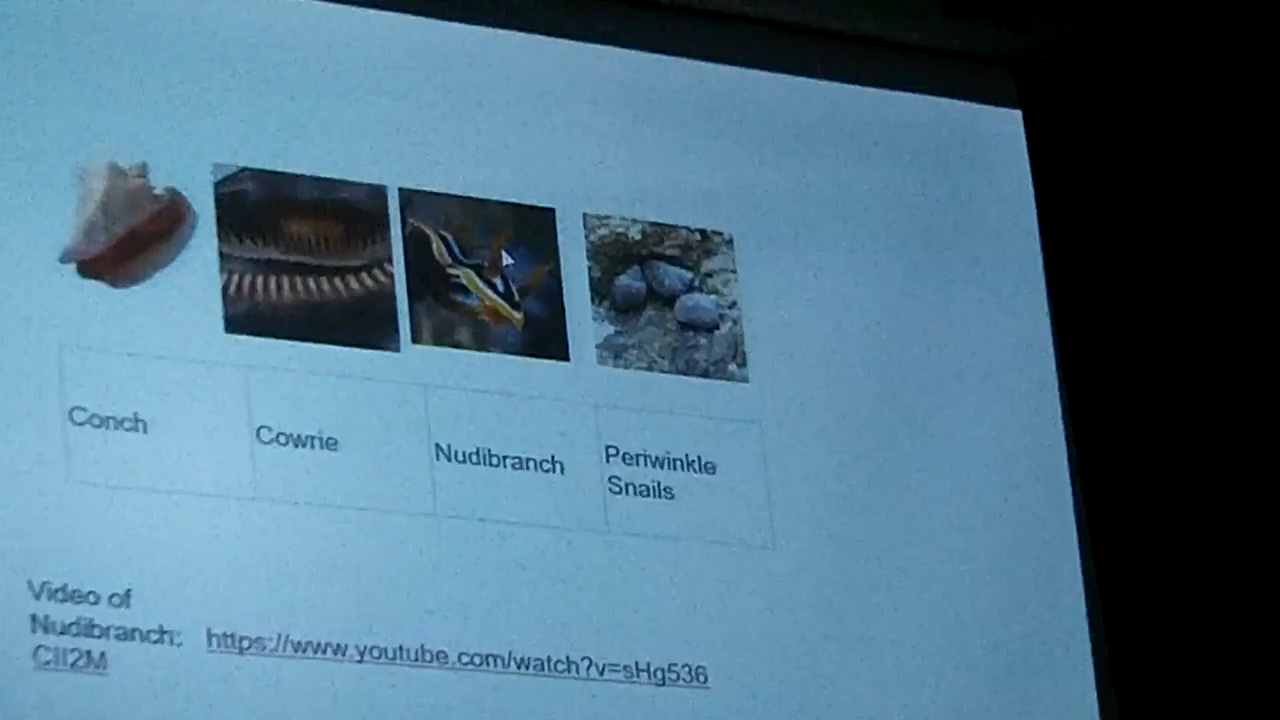 Conch
Cowrie
Nudibranch
Periwinkle
Snails
Video of
Nudibranch: https://www.youtube.com/watch?v=sHg536
CII2M